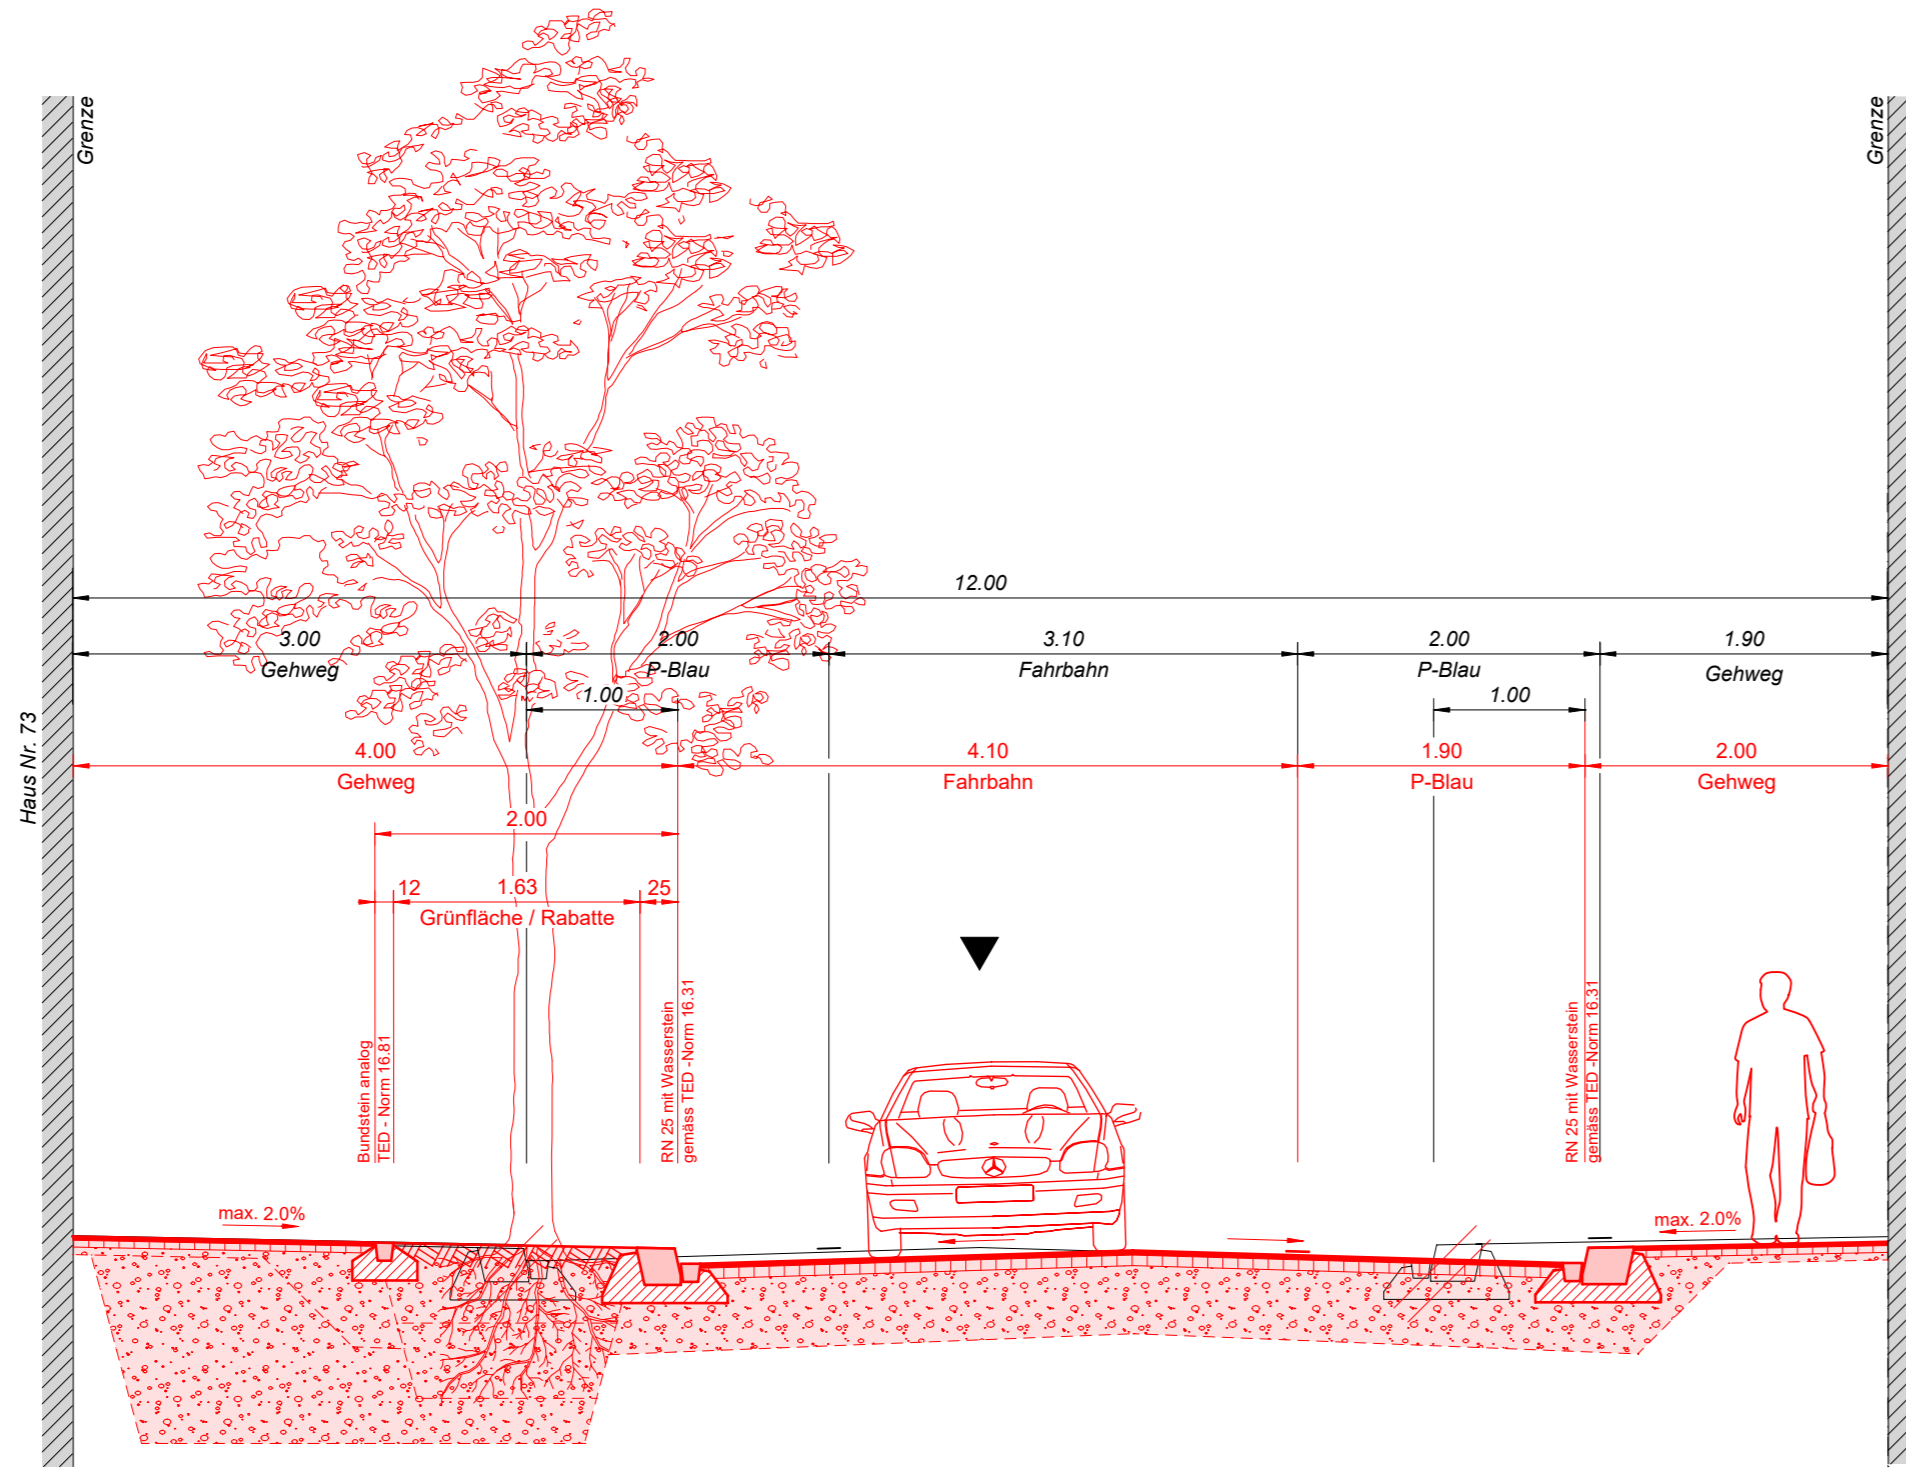 Grenze
Grenze
12.00
3.00
2.00
3.10
2.00
1.90
Gehweg
P-Blau
Fahrbahn
P-Blau
Gehweg
1.00
1.00
Haus Nr. 73
4.00
4.10
1.90
2.00
Gehweg
Fahrbahn
P-Blau
Gehweg
2.00
12
1.63
25
Grünfläche / Rabatte
Bundstein analog
TED - Norm 16.81
RN 25 mit Wasserstein
gemäss TED -Norm 16.31
RN 25 mit Wasserstein
gemäss TED -Norm 16.31
max. 2.0%
max. 2.0%